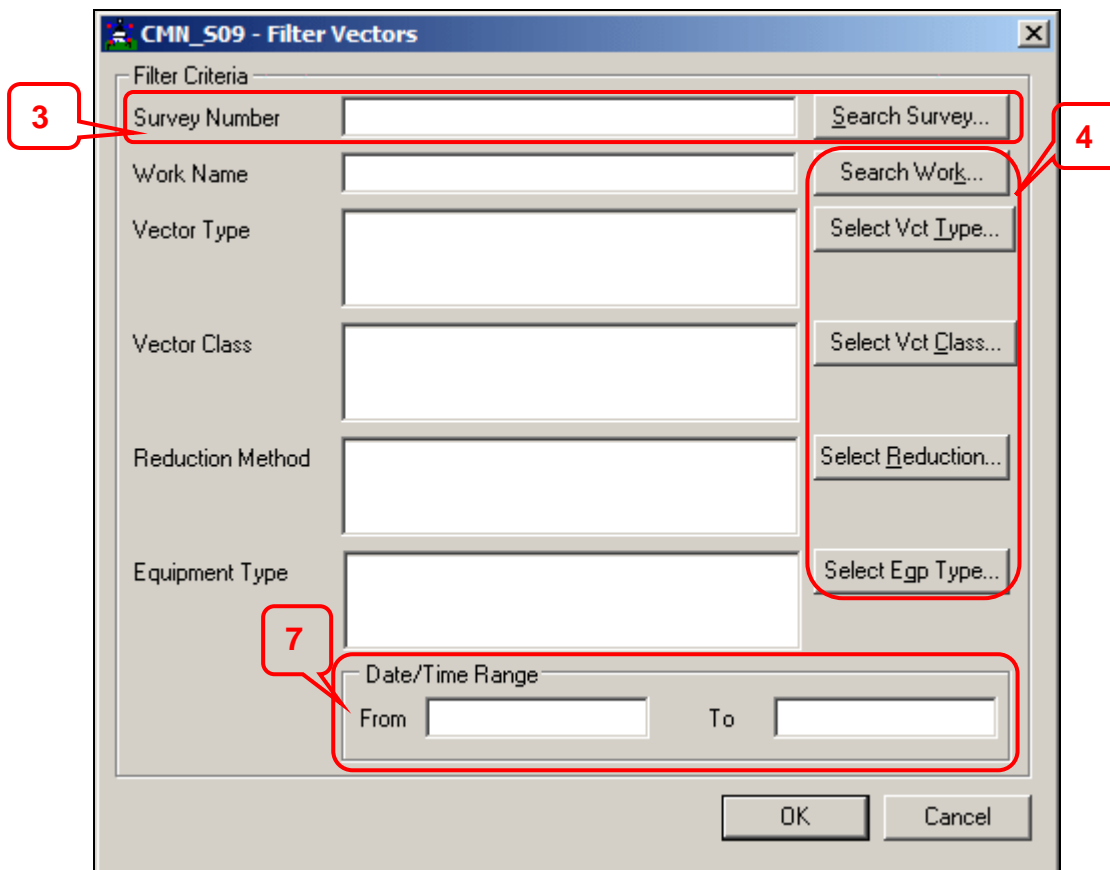 CMN_S09 - Filter Vectors
Filter Criteria
3
Survey Number
Search Survey...
4
Work Name
Search Work...
Vector Type
Select Vct Type...
Vector Class
Select Vct Class...
Reduction Method
Select Reduction...
Equipment Type
Select Eqp Type...
7
Date/Time Range
From
To
OK
Cancel